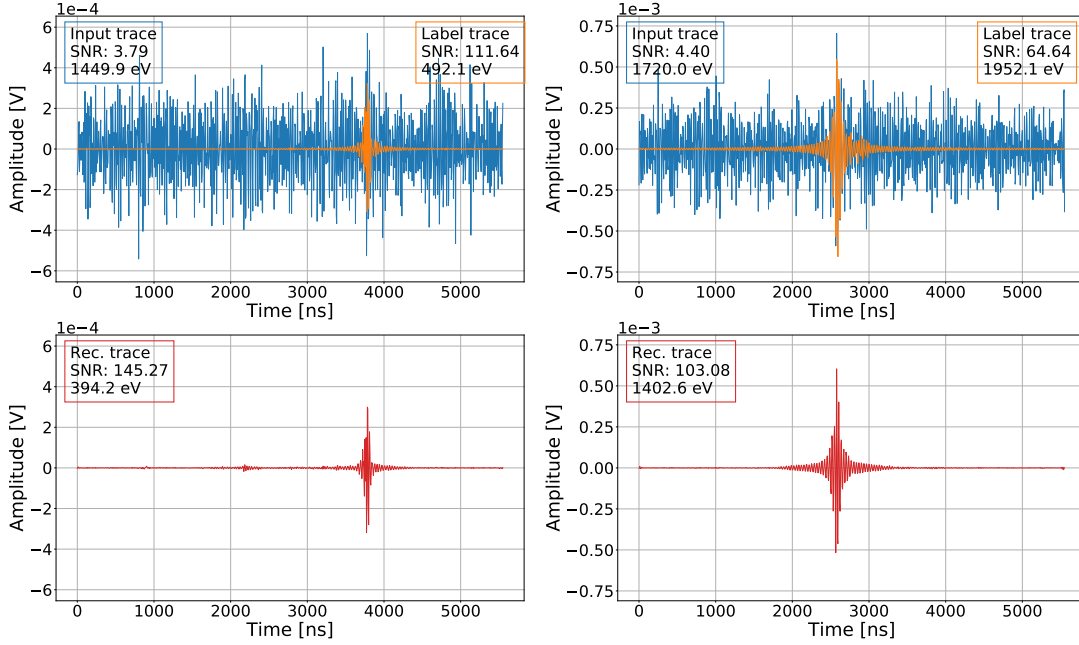 1e−4
Input trace
SNR: 3.79
1449.9 eV
Label trace
SNR: 111.64
492.1 eV
6
4
2
0
−2
−4
−6
Amplitude [V]
0 1000 2000 3000 4000 5000
Time [ns]
1e−3
Input trace
SNR: 4.40
1720.0 eV
Label trace
SNR: 64.64
1952.1 eV
0.75
0.50
0.25
0.00
−0.25
−0.50
−0.75
Amplitude [V]
0 1000 2000 3000 4000 5000
Time [ns]
1e−4
Rec. trace
SNR: 145.27
394.2 eV
6
4
2
0
−2
−4
−6
Amplitude [V]
0 1000 2000 3000 4000 5000
Time [ns]
1e−3
Rec. trace
SNR: 103.08
1402.6 eV
0.75
0.50
0.25
0.00
−0.25
−0.50
−0.75
Amplitude [V]
0 1000 2000 3000 4000 5000
Time [ns]